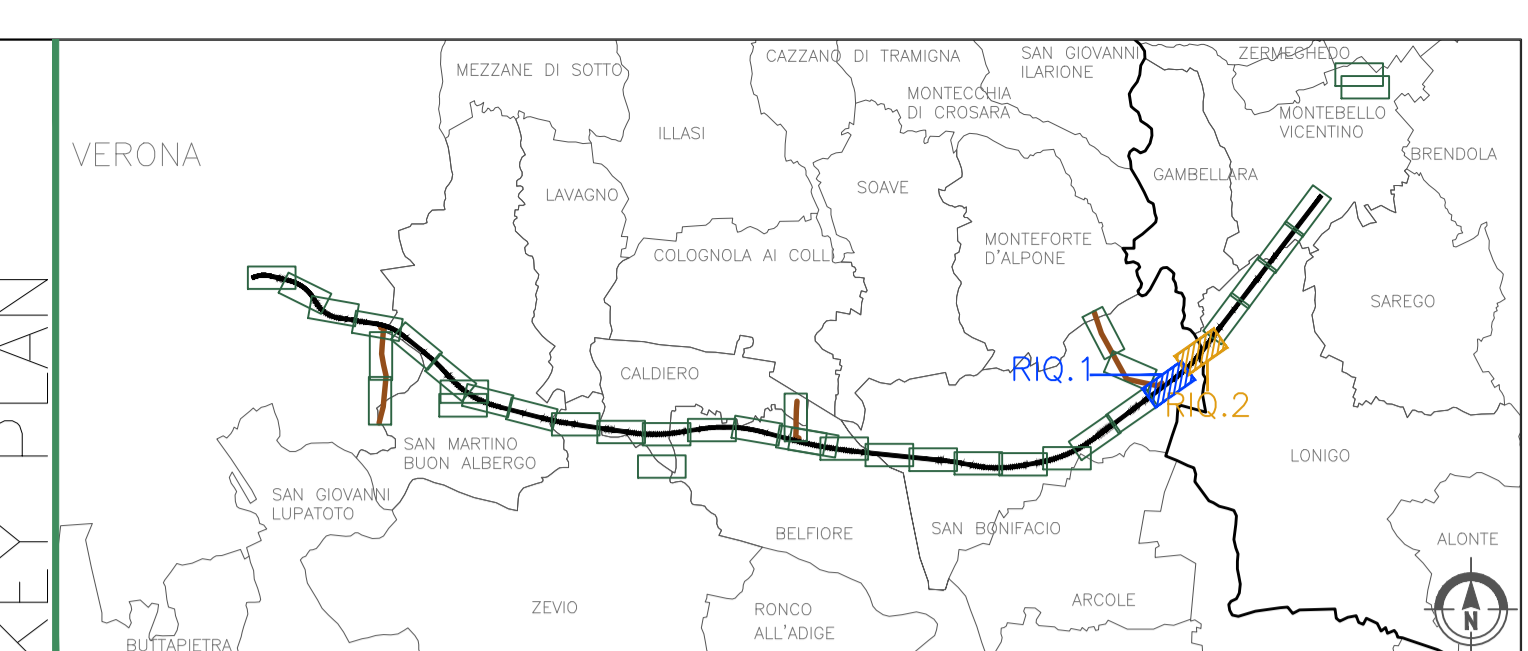 KEY PLAN
CAZZANO DI TRAMIGNA
SAN GIOVANNI
ILARIONE
ZERMEGHEDO
MEZZANE DI SOTTO
MONTECCHIA
DI CROSARA
MONTEBELLO
VICENTINO
ILLASI
VERONA
BRENDOLA
GAMBELLARA
SOAVE
LAVAGNO
MONTEFORTE
D'ALPONE
COLOGNOLA AI COLL
SAREGO
RIQ.1
CALDIERO
RIQ.2
SAN MARTINO
BUON ALBERGO
LONIGO
SAN GIOVANNI
LUPATOTO
BELFIORE
SAN BONIFACIO
ALONTE
ZEVIO
RONCO
ALL'ADIGE
ARCOLE
N
BUTTAPIETRA